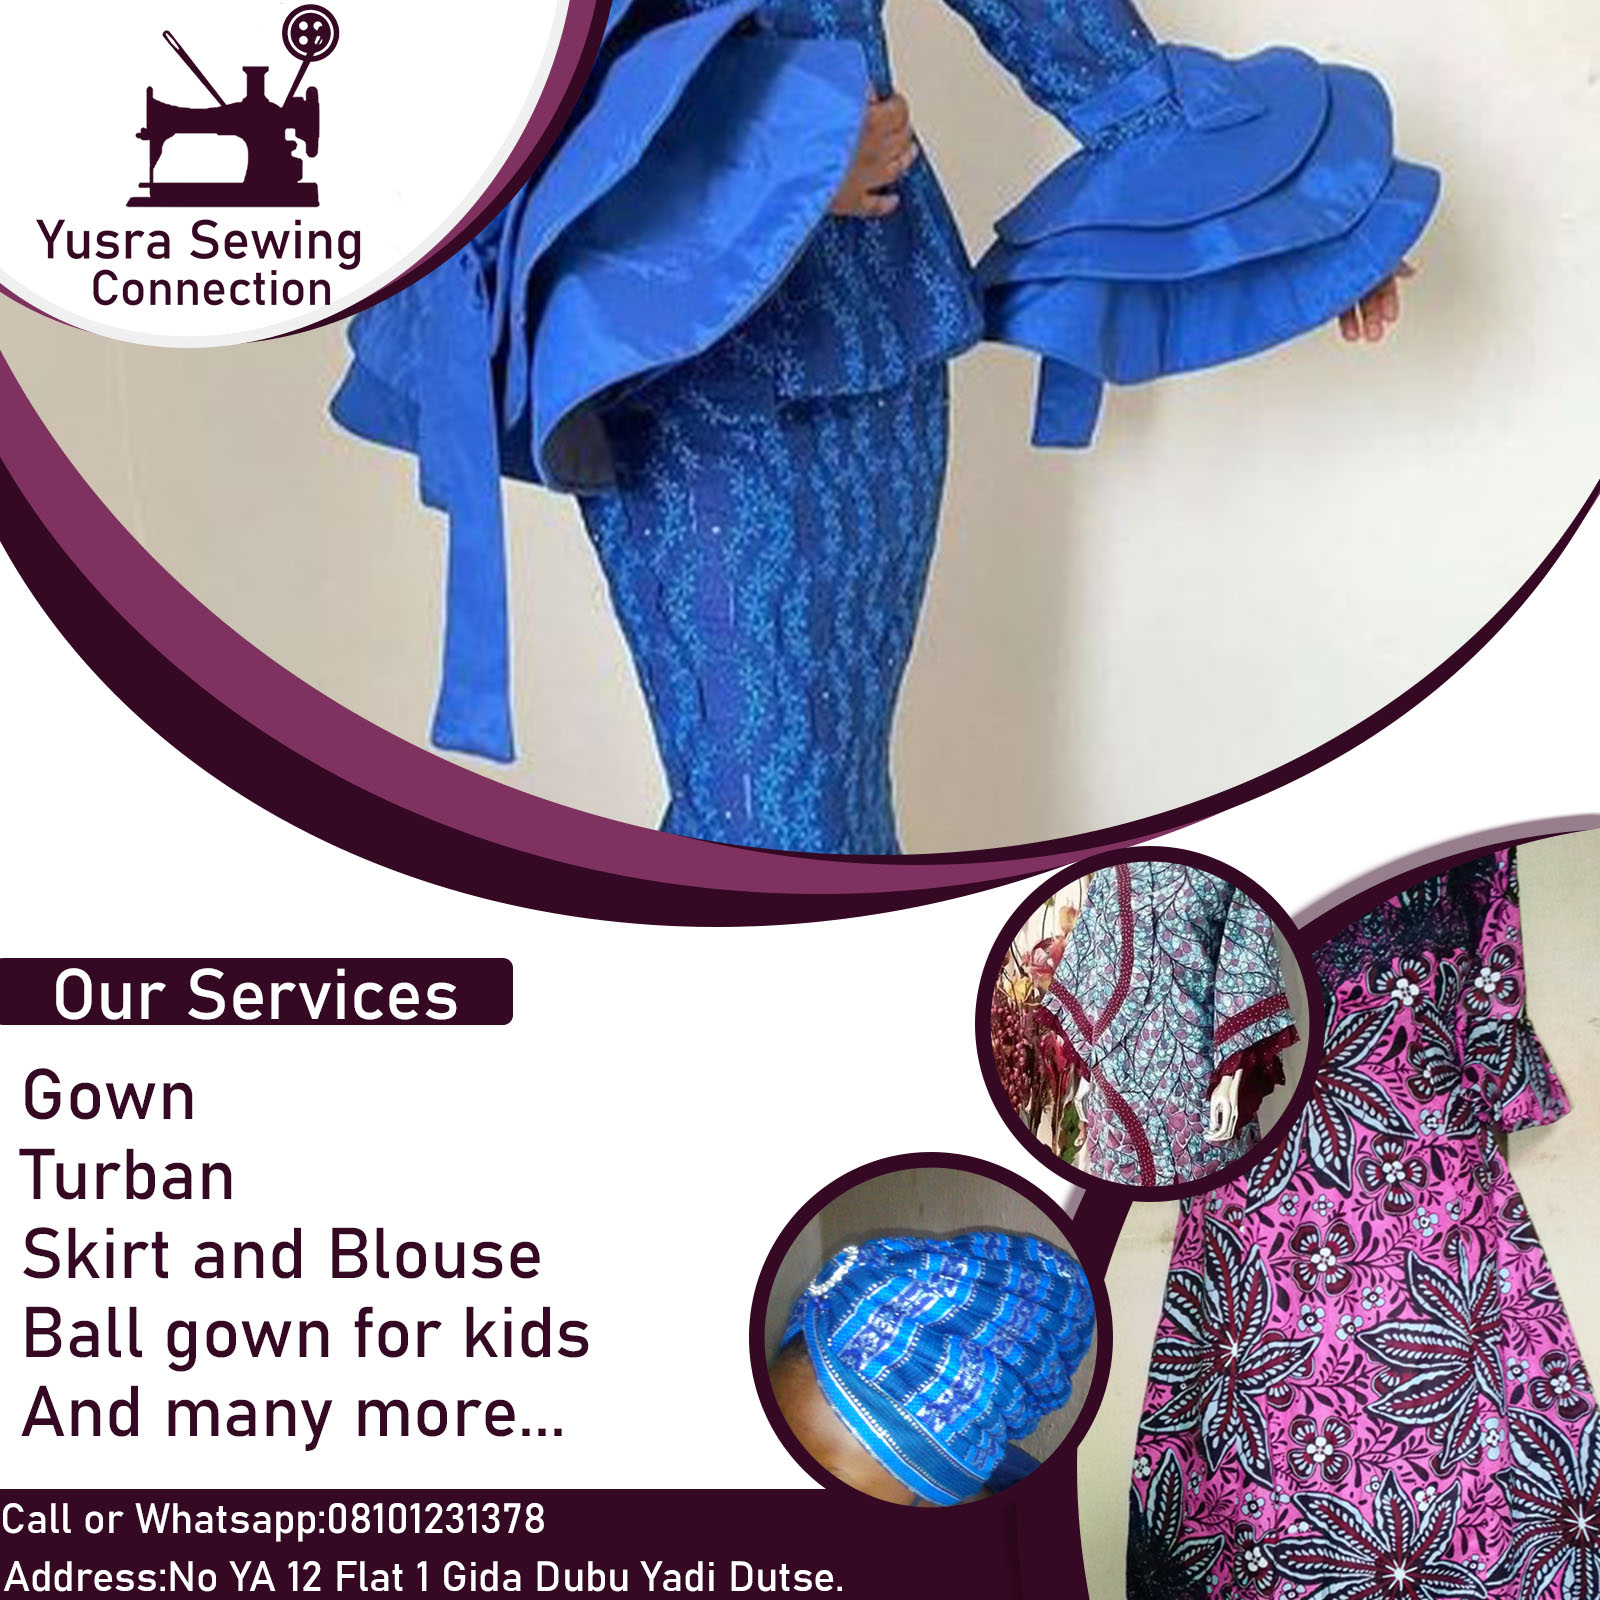 Yusra Sewing
Connection
Our Services
Gown
Turban
Skirt and Blouse
Ball gown for kids
And many more...
Call or Whatsapp:08101231378
Address:No YA 12 Flat 1 Gida Dubu Yadi Dutse.